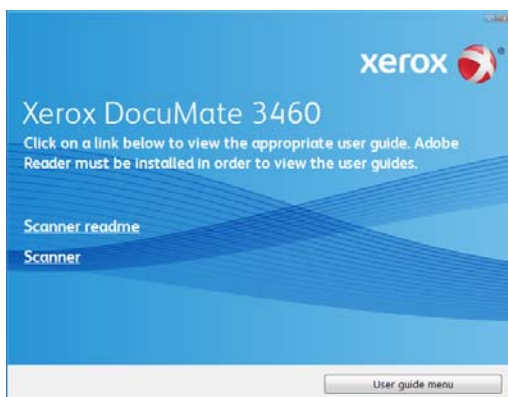 xerox
Xerox DocuMate 3460
Click on a link below to view the appropriate user guide. Adobe
Reader must be installed in order to view the user guides.
Scanner readme
Scanner
User guide menu